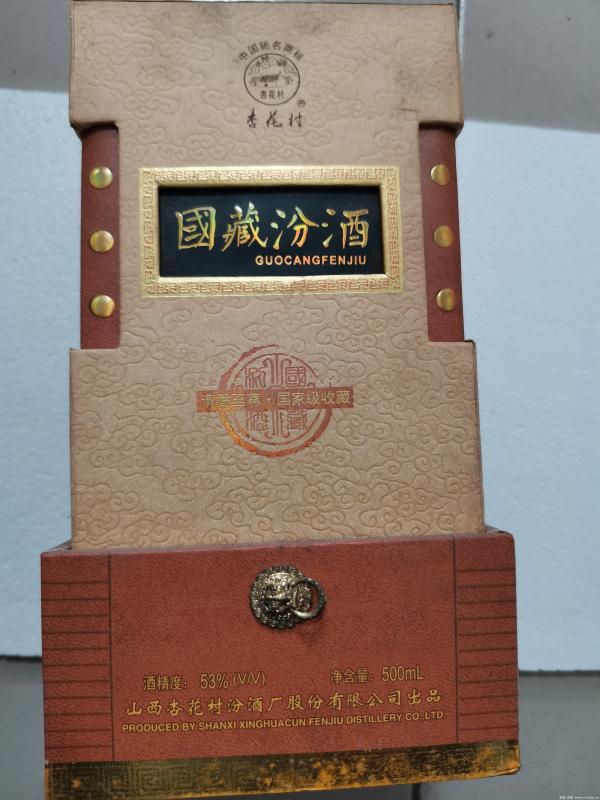 中国驰名商标
杏花村
杏花村®
國藏汾酒
GUOCANGFENJIU
國藏汾酒
清香至尊·国家级收藏
酒精度：53%(V/V) 净含量：500mL
山西杏花村汾酒厂股份有限公司出品
PRODUCED BY SHANXI XINGHUACUN FENJIU DISTILLERY CO.,LTD.